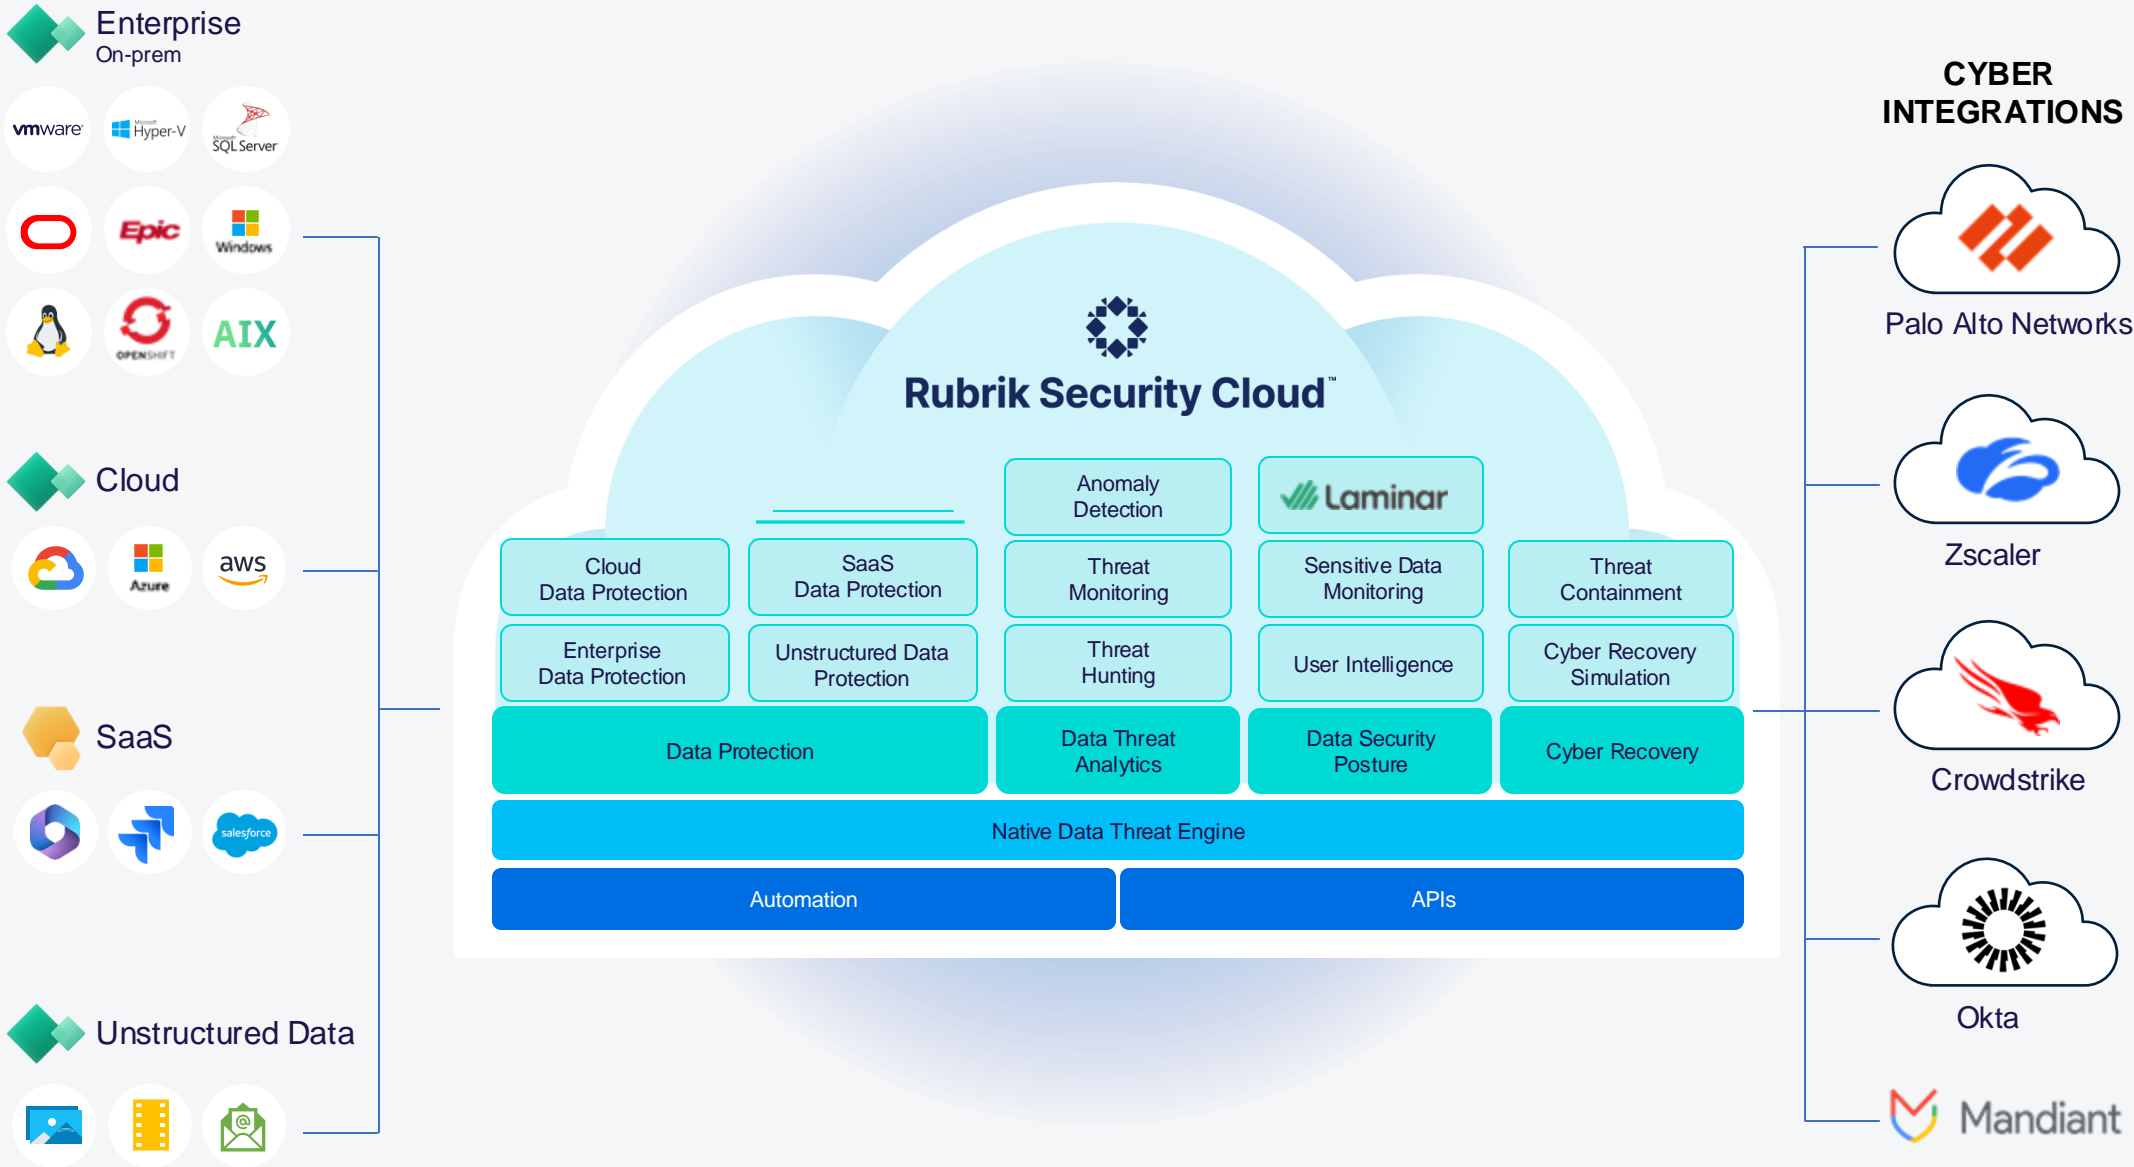 Enterprise
On-prem
vmware
Microsoft
Hyper-V
Microsoft
SQL Server
Epic
Windows
OPENSHIFT
AIX
Cloud
Azure
aws
SaaS
salesforce
Unstructured Data
@
Rubrik Security Cloud™
Anomaly
Detection
Laminar
Cloud
Data Protection
SaaS
Data Protection
Threat
Monitoring
Sensitive Data
Monitoring
Threat
Containment
Enterprise
Data Protection
Unstructured Data
Protection
Threat
Hunting
User Intelligence
Cyber Recovery
Simulation
Data Protection
Data Threat
Analytics
Data Security
Posture
Cyber Recovery
Native Data Threat Engine
Automation
APIs
CYBER
INTEGRATIONS
Palo Alto Networks
Zscaler
Crowdstrike
Okta
Mandiant